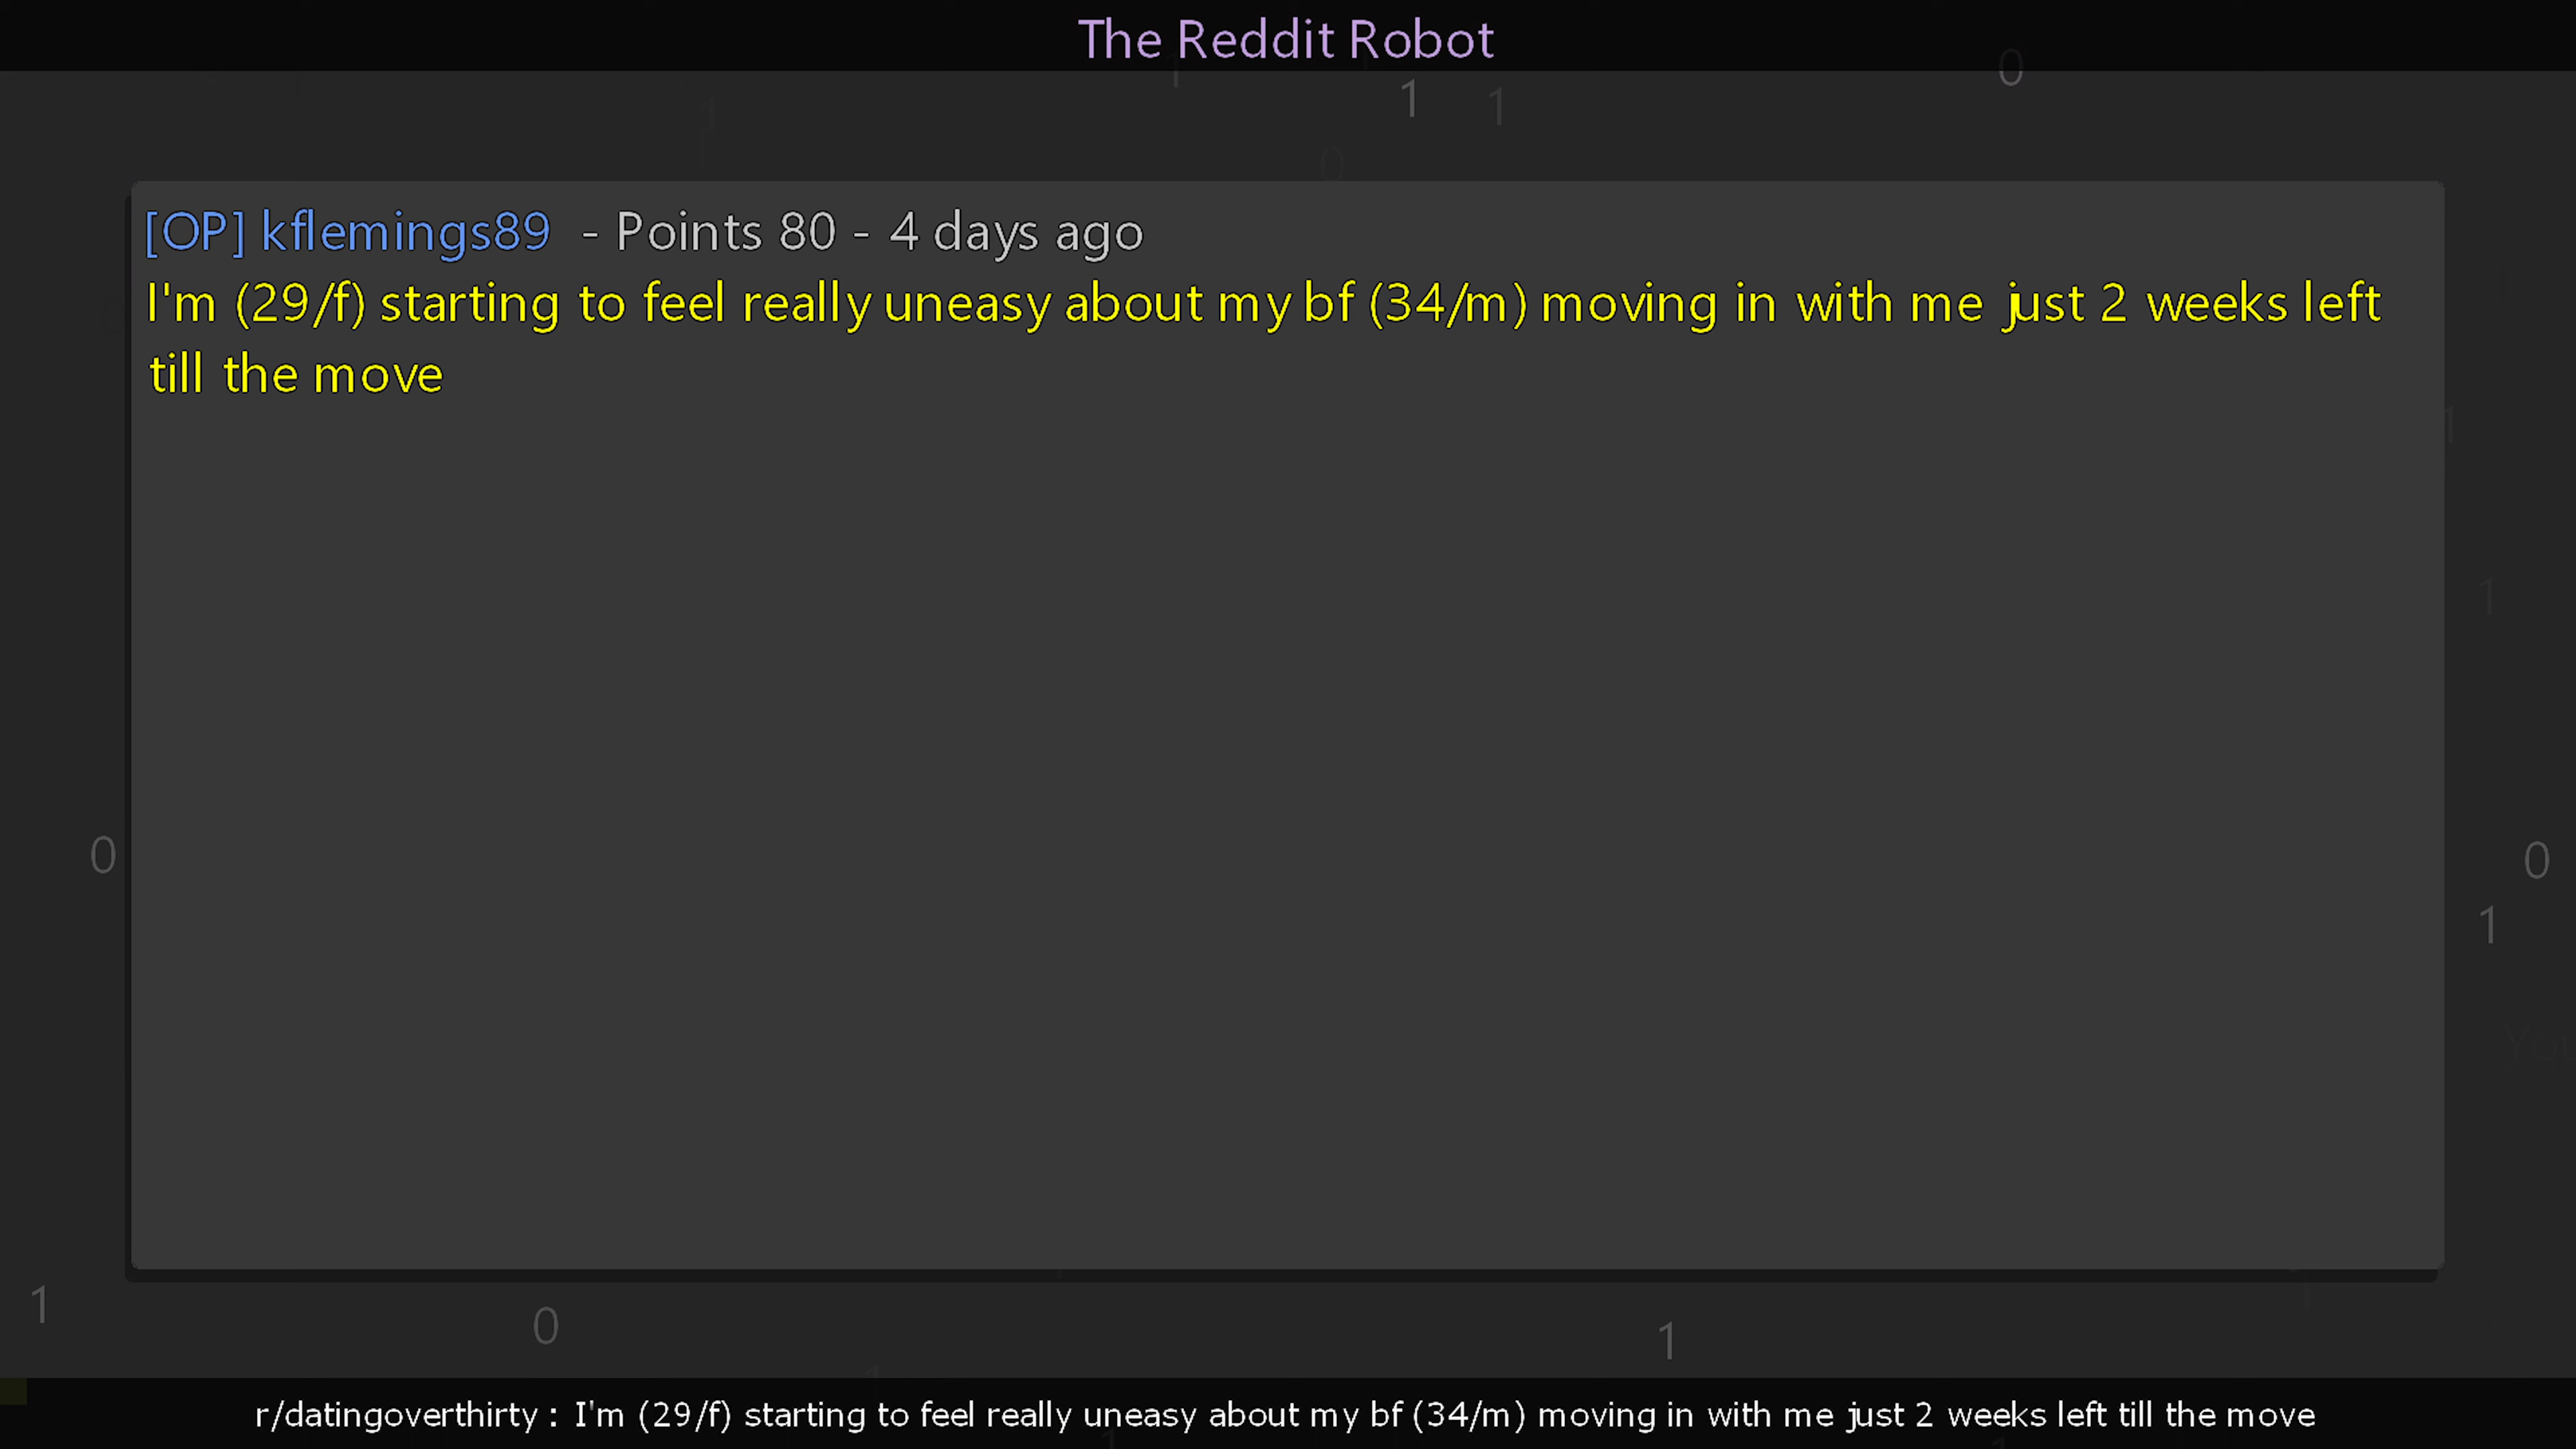 The Reddit Robot
[OP] kflemings89 - Points 80 - 4 days ago
I'm (29/f) starting to feel really uneasy about my bf (34/m) moving in with me just 2 weeks left
till the move
r/datingoverthirty : I'm (29/f) starting to feel really uneasy about my bf (34/m) moving in with me just 2 weeks left till the move